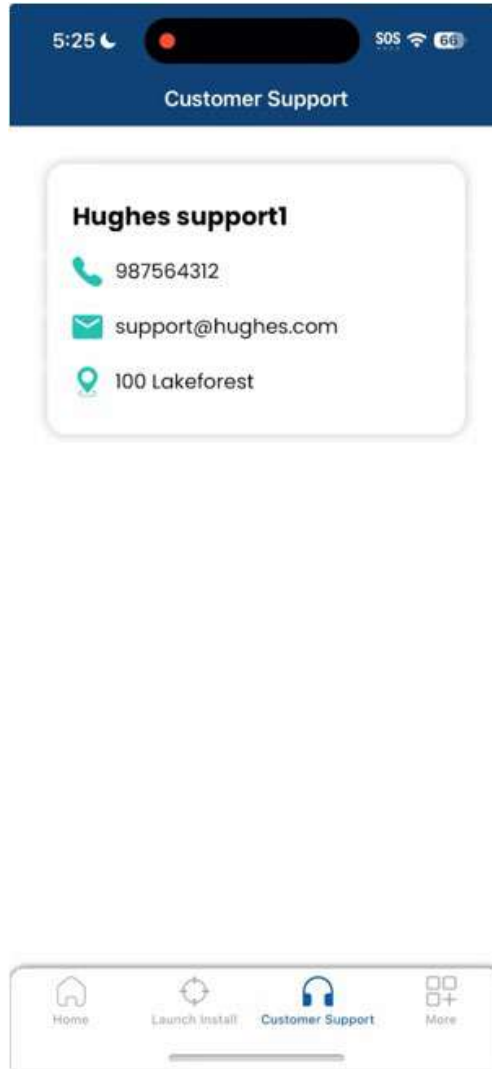 5:25
SOS
66
Customer Support
Hughes support1
987564312
support@hughes.com
100 Lakeforest
Home
Launch Install
Customer Support
More